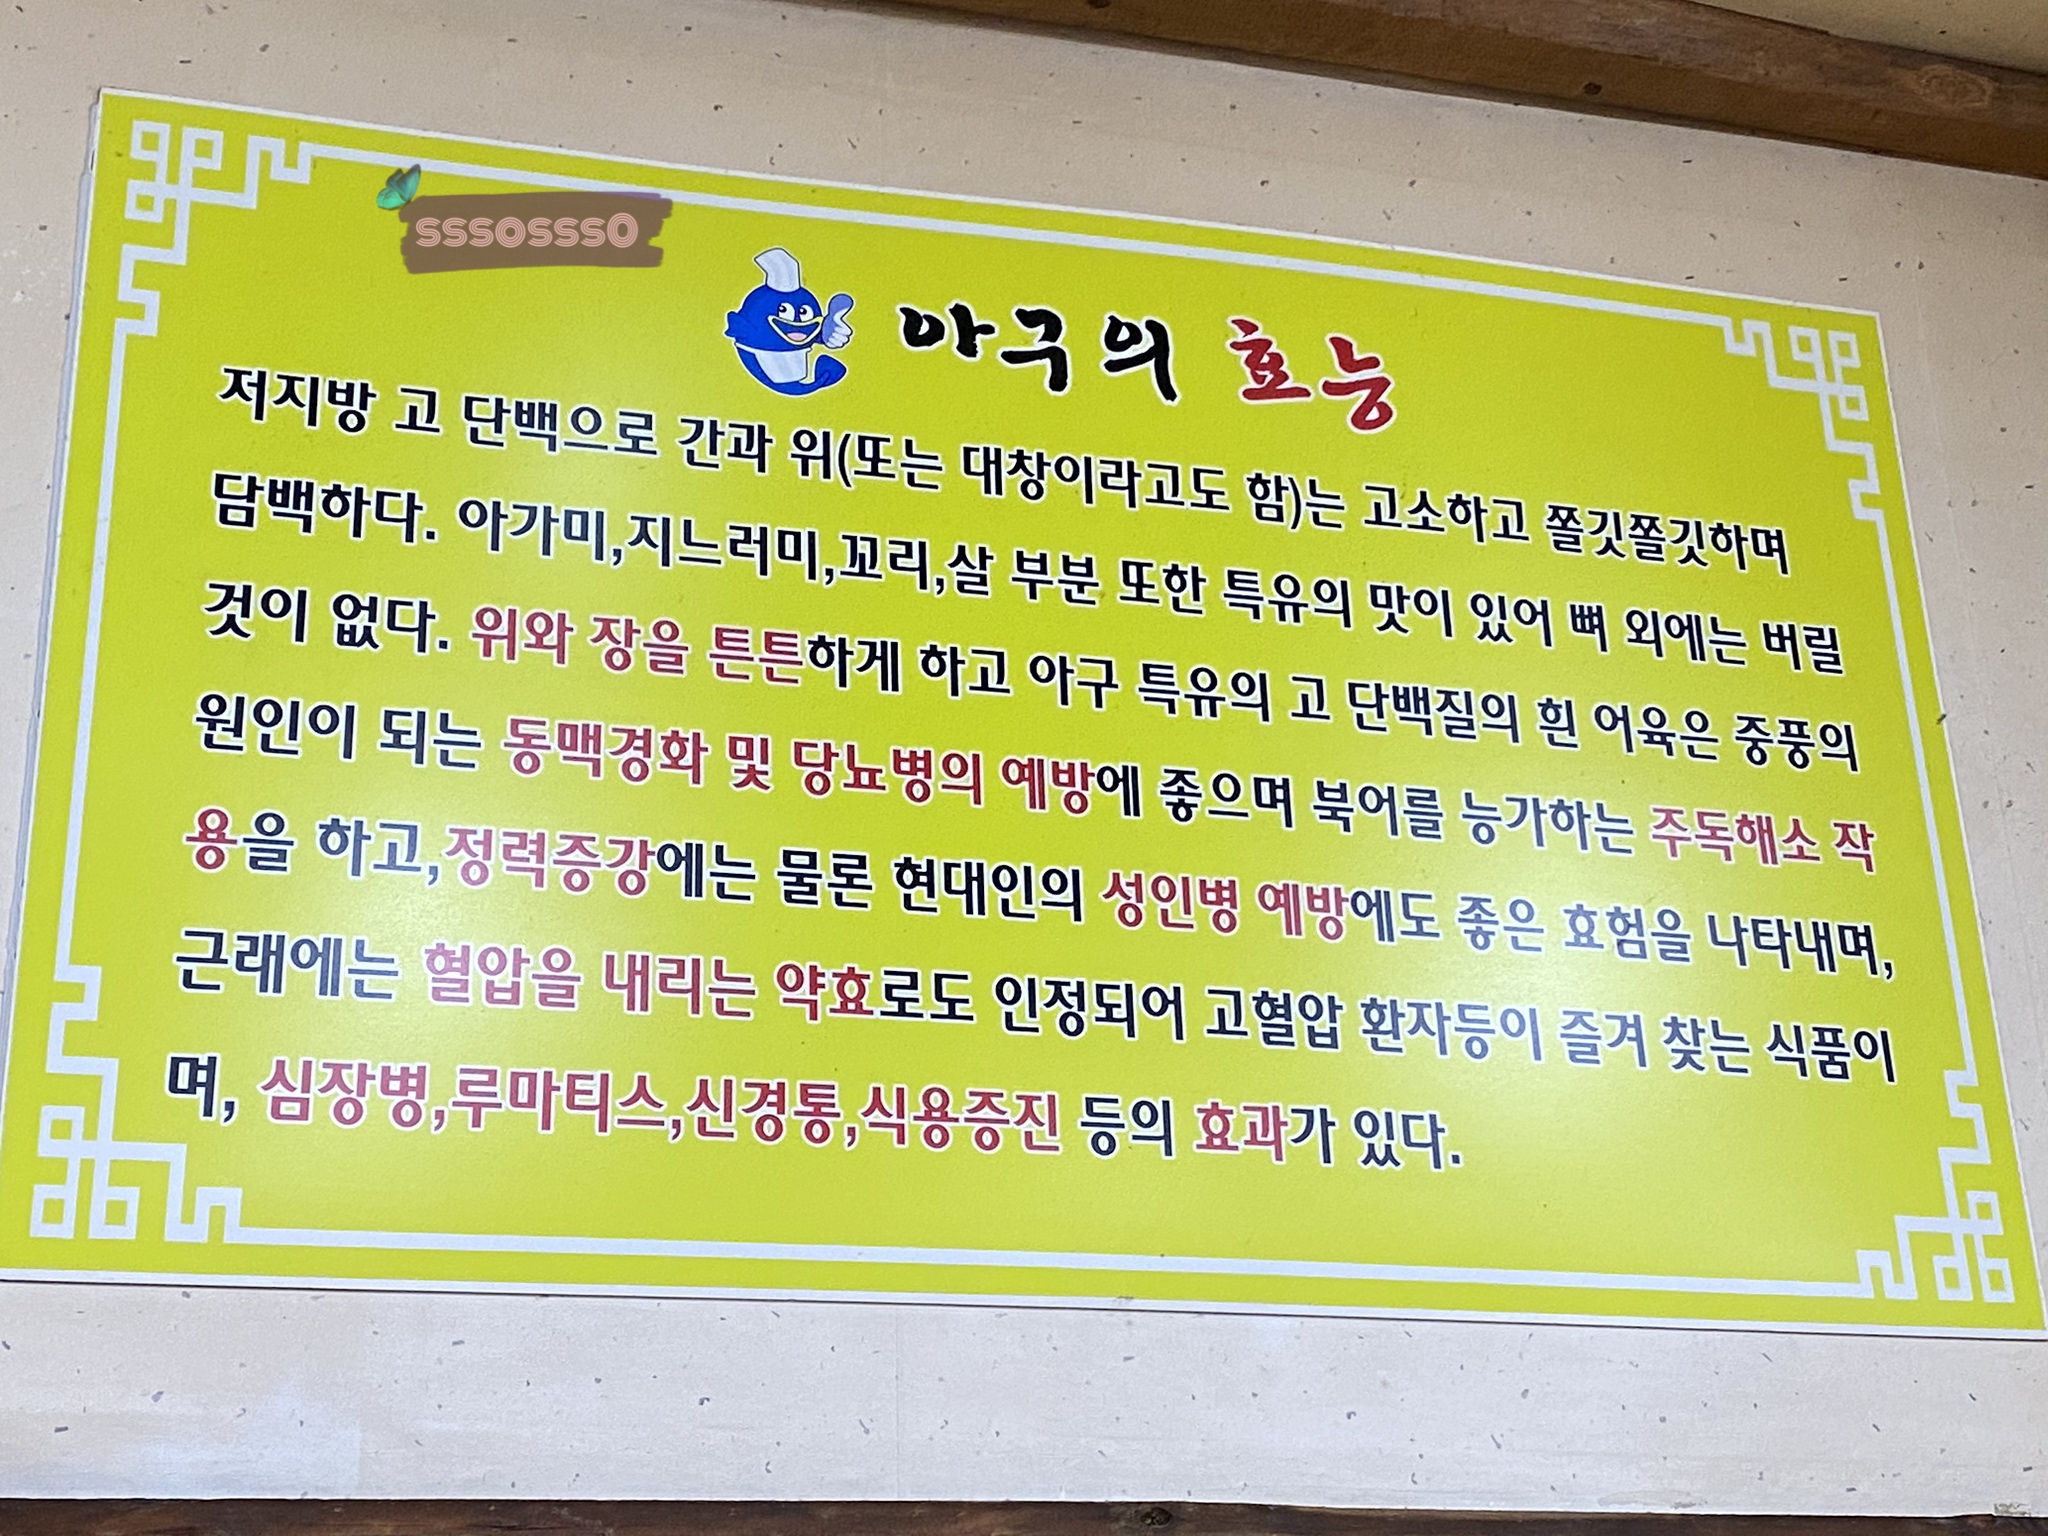 sssossso
아구의 효능
저지방 고 단백으로 간과 위(또는 대창이라고도 함)는 고소하고 쫄깃쫄깃하며
담백하다. 아가미,지느러미,꼬리,살 부분 또한 특유의 맛이 있어 뼈 외에는 버릴
것이 없다. 위와 장을 튼튼하게 하고 아구 특유의 고 단백질의 흰 어육은 중풍의
원인이 되는 동맥경화 및 당뇨병의 예방에 좋으며 북어를 능가하는 주독해소 작
용을 하고,정력증강에는 물론 현대인의 성인병 예방에도 좋은 효험을 나타내며,
근래에는 혈압을 내리는 약효로도 인정되어 고혈압 환자등이 즐겨 찾는 식품이
며, 심장병,루마티스,신경통,식용증진 등의 효과가 있다.